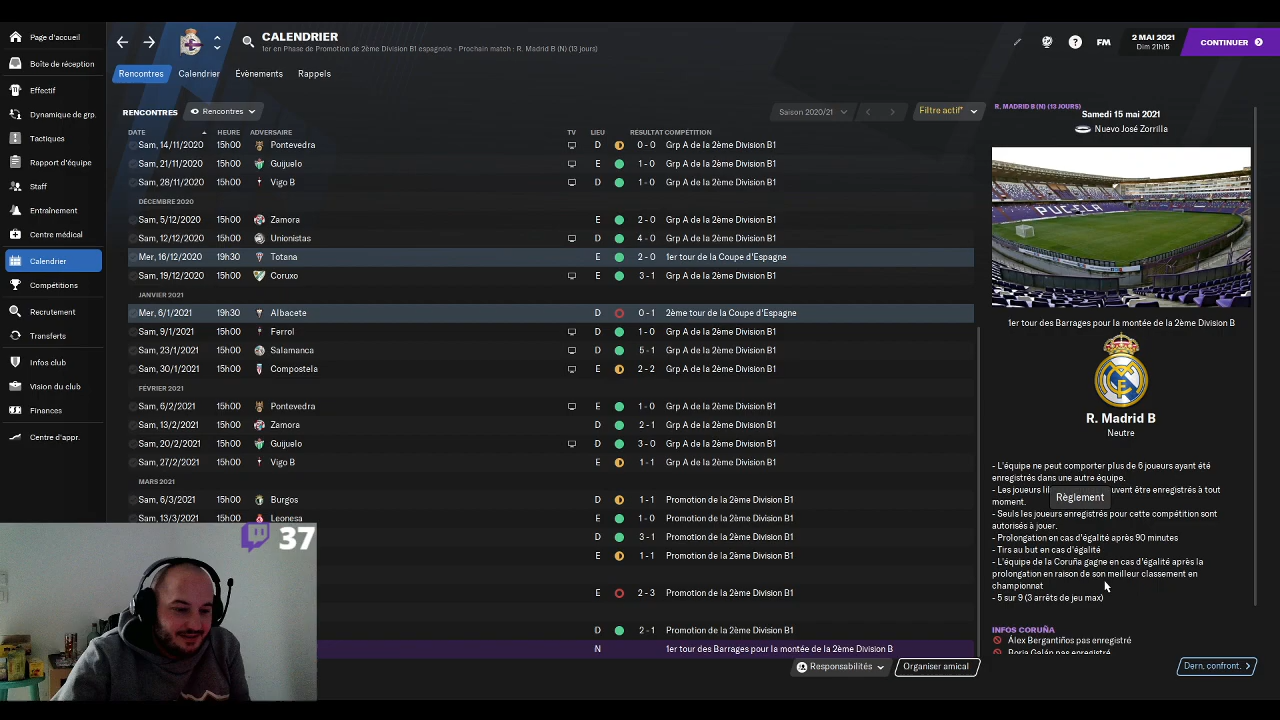 Page d'accueil
Boîte de réception
Effectif
Dynamique de grp.
Tactiques
Rapport d'équipe
Staff
Entraînement
Centre médical
Calendrier
Compétitions
Recrutement
Transferts
Infos club
Vision du club
Finances
Centre d'appr.
CALENDRIER
1er en Phase de Promotion de 2ème Division B1 espagnole - Prochain match : R. Madrid B (N) (13 jours)
FM
2 MAI 2021
Dim 21h15
CONTINUER
Rencontres Calendrier Évènements Rappels
RENCONTRES Rencontres Saison 2020/21 Filtre actif*
DATE HEURE ADVERSAIRE TV LIEU RESULTAT COMPÉTITION
Sam, 14/11/2020 15h00 Pontevedra D 0 - 0 Grp A de la 2ème Division B1
Sam, 21/11/2020 15h00 Guijuelo E 1 - 0 Grp A de la 2ème Division B1
Sam, 28/11/2020 15h00 Vigo B D 1 - 0 Grp A de la 2ème Division B1
DÉCEMBRE 2020
Sam, 5/12/2020 15h00 Zamora E 2 - 0 Grp A de la 2ème Division B1
Sam, 12/12/2020 15h00 Unionistas D 4 - 0 Grp A de la 2ème Division B1
Mer, 16/12/2020 19h30 Totana E 2 - 0 1er tour de la Coupe d'Espagne
Sam, 19/12/2020 15h00 Coruxo E 3 - 1 Grp A de la 2ème Division B1
JANVIER 2021
Mer, 6/1/2021 19h30 Albacete D 0 - 1 2ème tour de la Coupe d'Espagne
Sam, 9/1/2021 15h00 Ferrol D 1 - 0 Grp A de la 2ème Division B1
Sam, 23/1/2021 15h00 Salamanca D 5 - 1 Grp A de la 2ème Division B1
Sam, 30/1/2021 15h00 Compostela E 2 - 2 Grp A de la 2ème Division B1
FÉVRIER 2021
Sam, 6/2/2021 15h00 Pontevedra E 1 - 0 Grp A de la 2ème Division B1
Sam, 13/2/2021 15h00 Zamora D 2 - 1 Grp A de la 2ème Division B1
Sam, 20/2/2021 15h00 Guijuelo D 3 - 0 Grp A de la 2ème Division B1
Sam, 27/2/2021 15h00 Vigo B E 1 - 1 Grp A de la 2ème Division B1
MARS 2021
Sam, 6/3/2021 15h00 Burgos D 1 - 1 Promotion de la 2ème Division B1
Sam, 13/3/2021 15h00 Leonesa E 1 - 0 Promotion de la 2ème Division B1
D 3 - 1 Promotion de la 2ème Division B1
E 1 - 1 Promotion de la 2ème Division B1
E 2 - 3 Promotion de la 2ème Division B1
D 2 - 1 Promotion de la 2ème Division B1
N 1er tour des Barrages pour la montée de la 2ème Division B
Responsabilités Organiser amical
37
R. MADRID B (N) (13 JOURS)
Samedi 15 mai 2021
Nuevo José Zorrilla
PUCELA
1er tour des Barrages pour la montée de la 2ème Division B
R. Madrid B
Neutre
- L'équipe ne peut comporter plus de 6 joueurs ayant été
enregistrés dans une autre équipe.
- Les joueurs uvent être enregistrés à tout
moment.
Règlement
- Seuls les joueurs enregistrés pour cette compétition sont
autorisés à jouer.
- Prolongation en cas d'égalité après 90 minutes
- Tirs au but en cas d'égalité
- L'équipe de la Coruña gagne en cas d'égalité après la
prolongation en raison de son meilleur classement en
championnat
- 5 sur 9 (3 arrêts de jeu max)
INFOS CORUÑA
Álex Bergantiños pas enregistré
Borja Galán pas enregistré
Dern, confront.